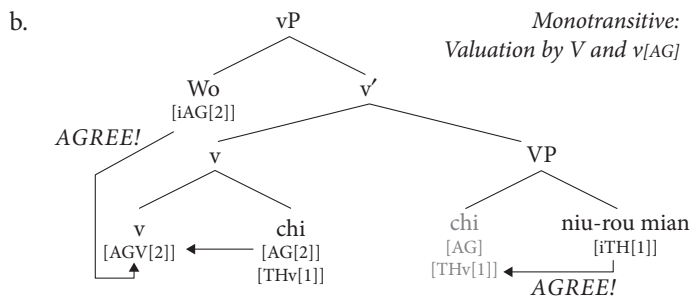 b.
vP
Monotransitive:
Valuation by V and v[AG]
Wo
[iAG[2]]
v′
AGREE!
v
VP
v
[AGV[2]]
chi
[AG[2]]
[THv[1]]
chi
[AG]
[THv[1]]
niu-rou mian
[iTH[1]]
AGREE!